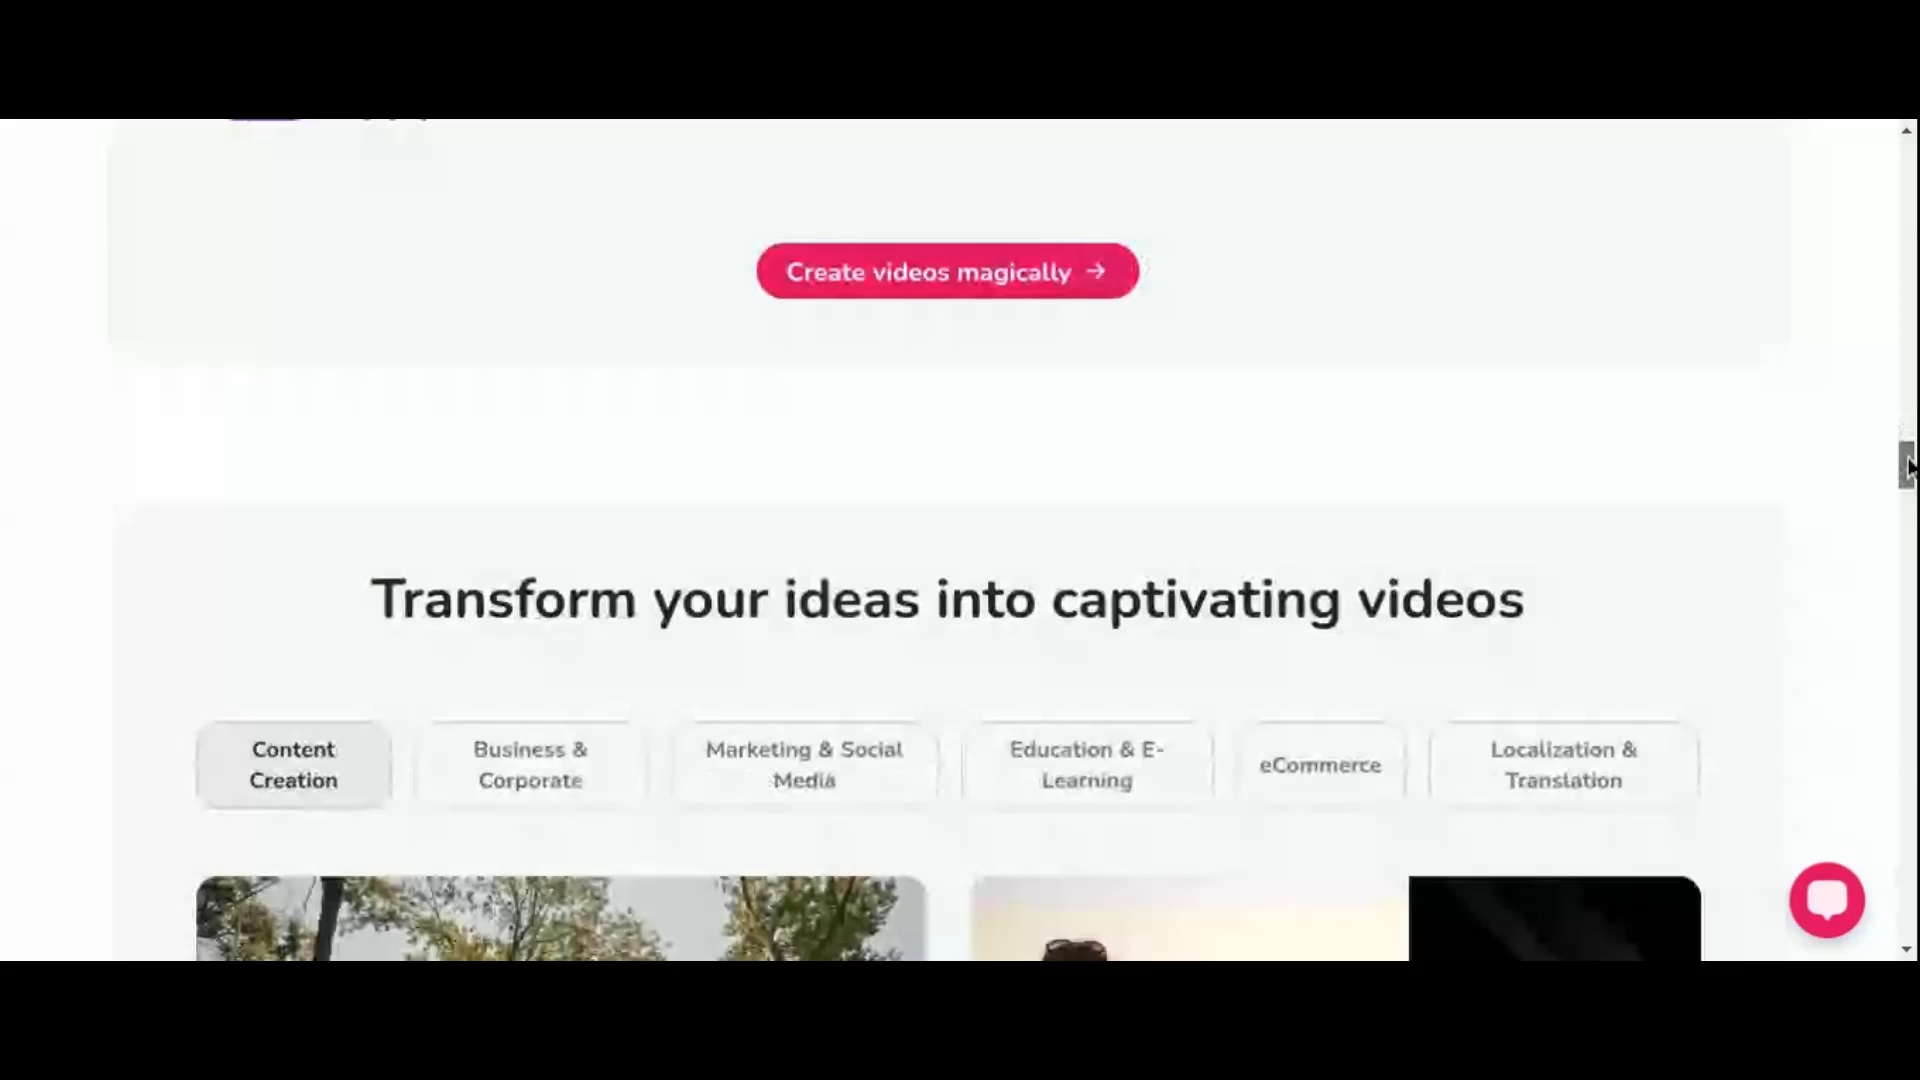 Create videos magically →
Transform your ideas into captivating videos
Content
Creation
Business &
Corporate
Marketing & Social
Media
Education & E-
Learning
eCommerce
Localization &
Translation